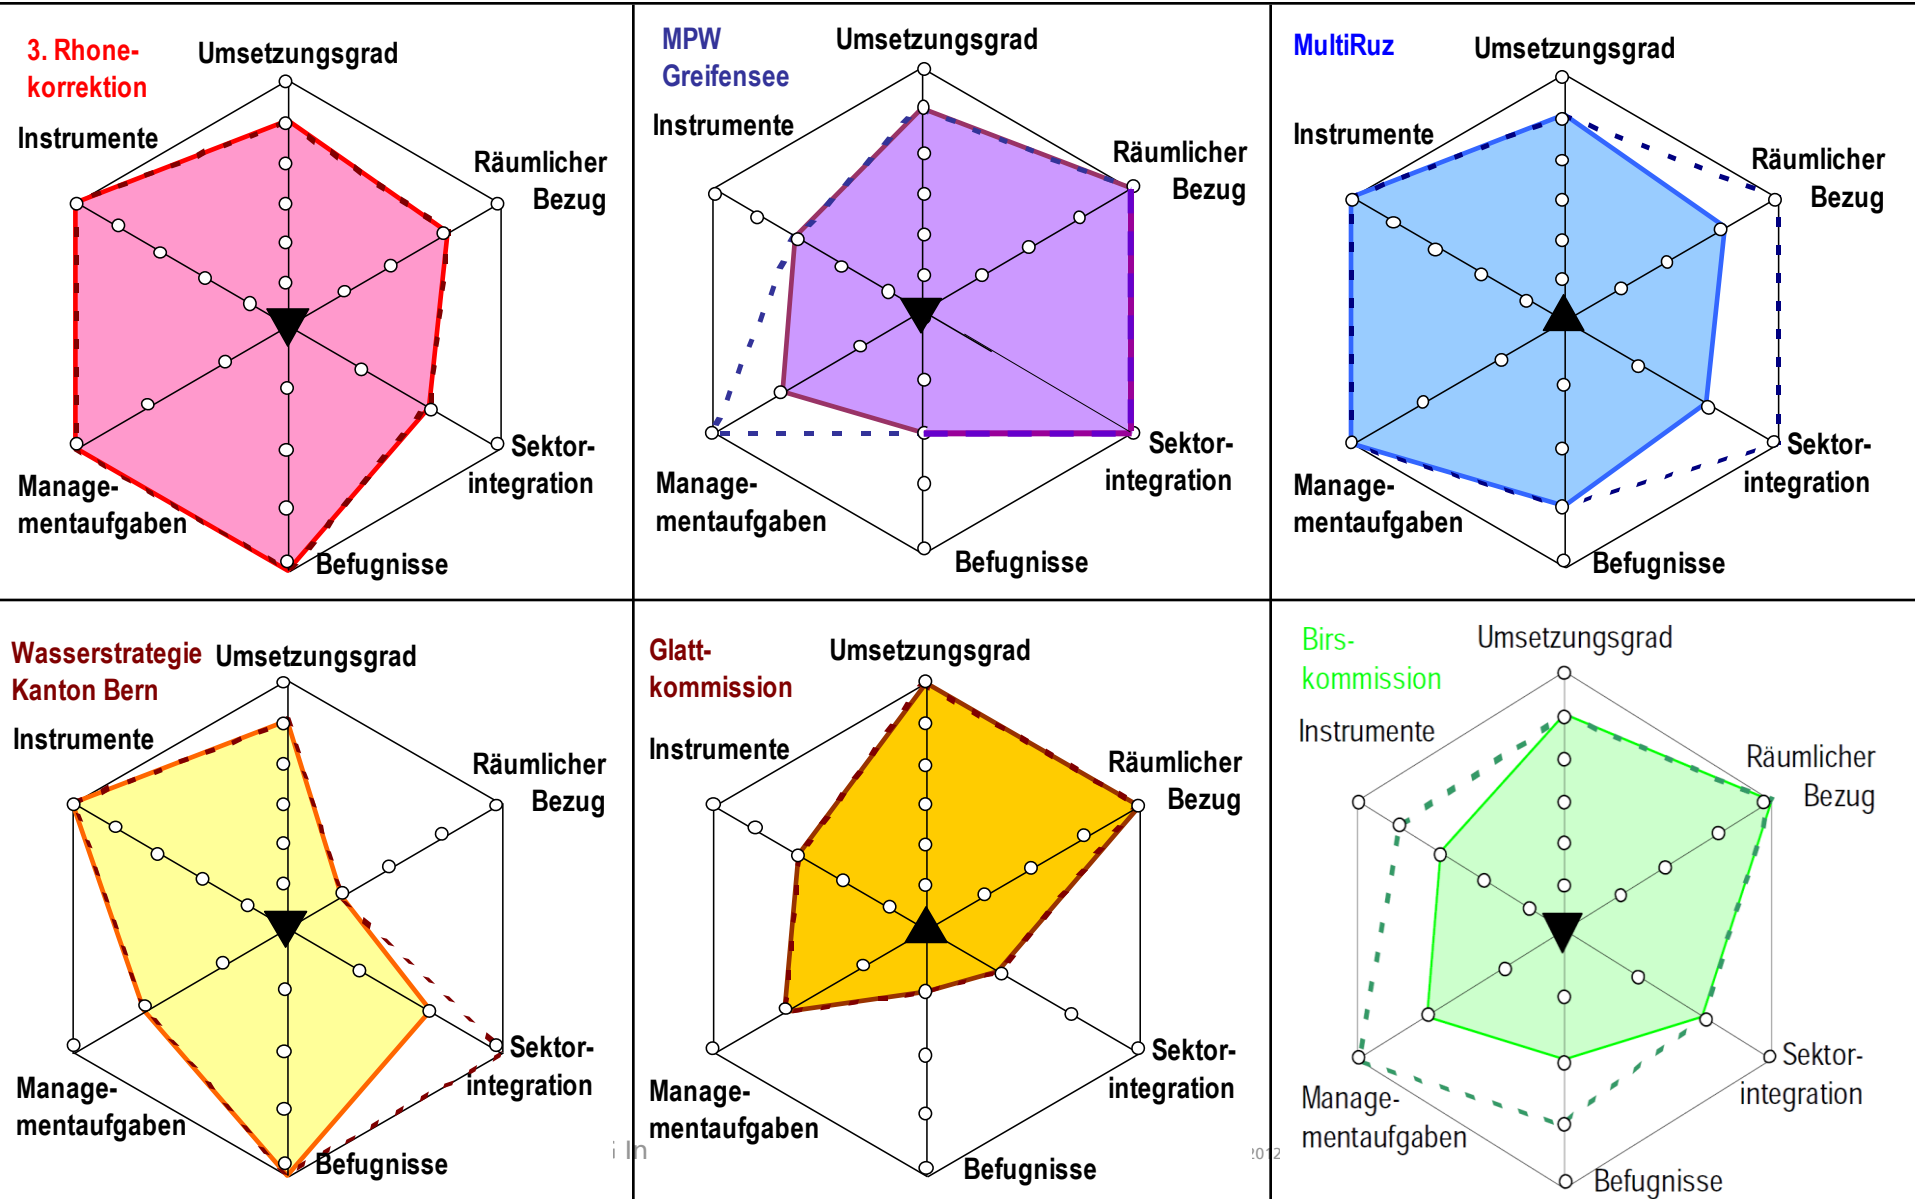 3. Rhone-
korrektion
Umsetzungsgrad
Instrumente
Räumlicher
Bezug
Sektor-
integration
Manage-
mentaufgaben
Befugnisse
MPW
Greifensee
Umsetzungsgrad
Instrumente
Räumlicher
Bezug
Sektor-
integration
Manage-
mentaufgaben
Befugnisse
MultiRuz
Umsetzungsgrad
Instrumente
Räumlicher
Bezug
Sektor-
integration
Manage-
mentaufgaben
Befugnisse
Wasserstrategie
Kanton Bern
Umsetzungsgrad
Instrumente
Räumlicher
Bezug
Sektor-
integration
Manage-
mentaufgaben
Befugnisse
Glatt-
kommission
Umsetzungsgrad
Instrumente
Räumlicher
Bezug
Sektor-
integration
Manage-
mentaufgaben
Befugnisse
Birs-
kommission
Umsetzungsgrad
Instrumente
Räumlicher
Bezug
Sektor-
integration
Manage-
mentaufgaben
Befugnisse
In
2012